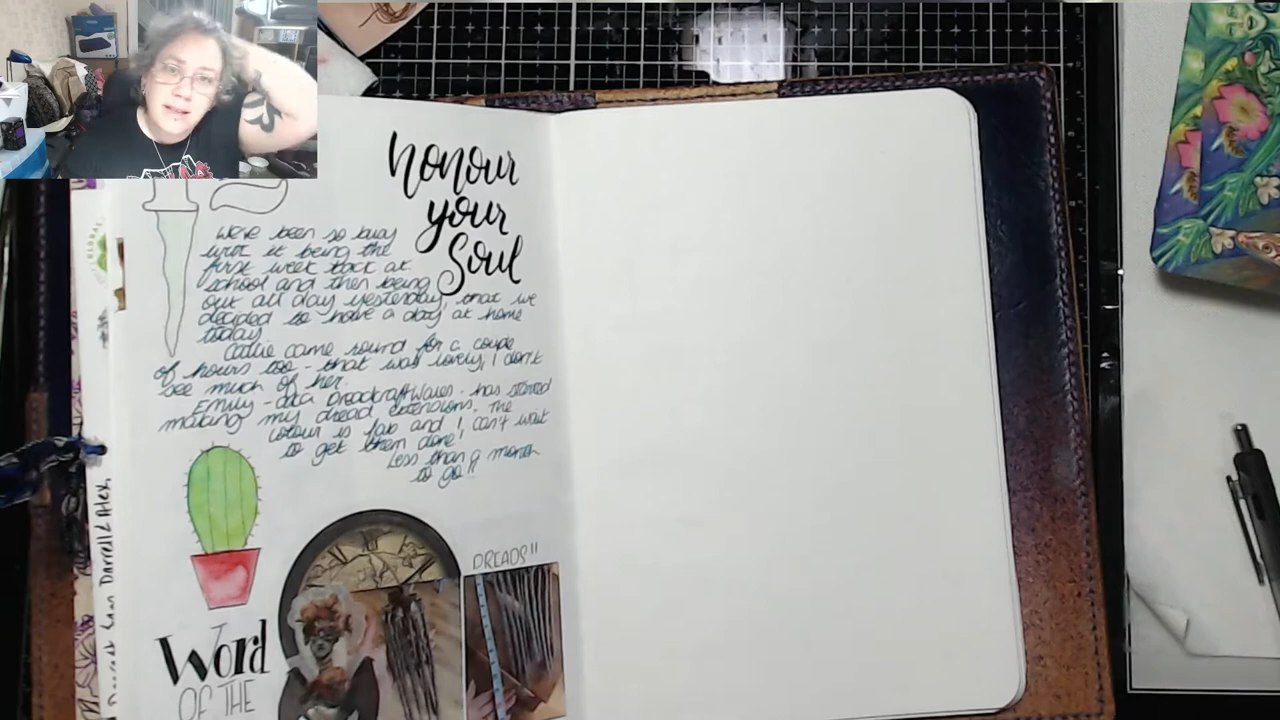 honour
your
Soul
We've been so busy
wrot it being the
first week back at
school and then being
out all day yesterday, that we
decided to have a day at home
today.
Callie came round for a couple
of hours too - that was lovely, I don't
see much of her.
Emily - aka DreadcraftWales - has started
making my dread extensions. The
colour is fab and I can't wait
to get them done!
Less than a month
to go!!
DREADS!!
Word
OF THE
Darrell & Alex,